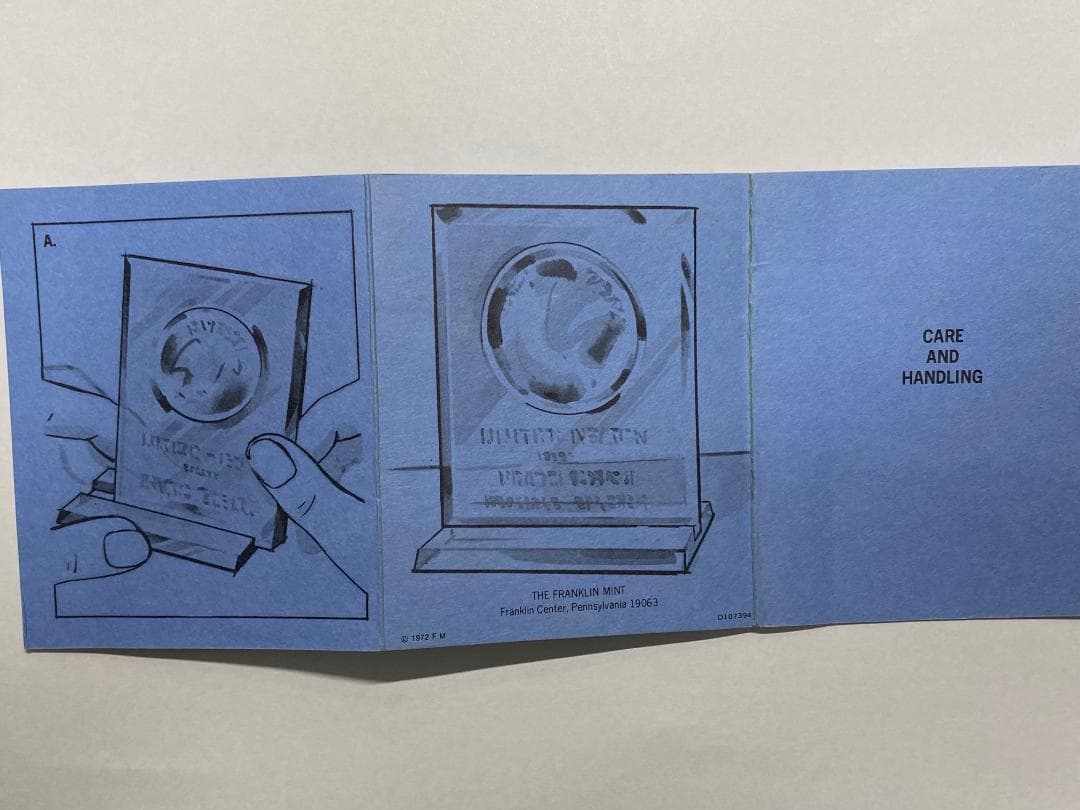 A.
THE FRANKLIN MINT
Franklin Center, Pennsylvania 19063
© 1972 F M
D107394
CARE
AND
HANDLING